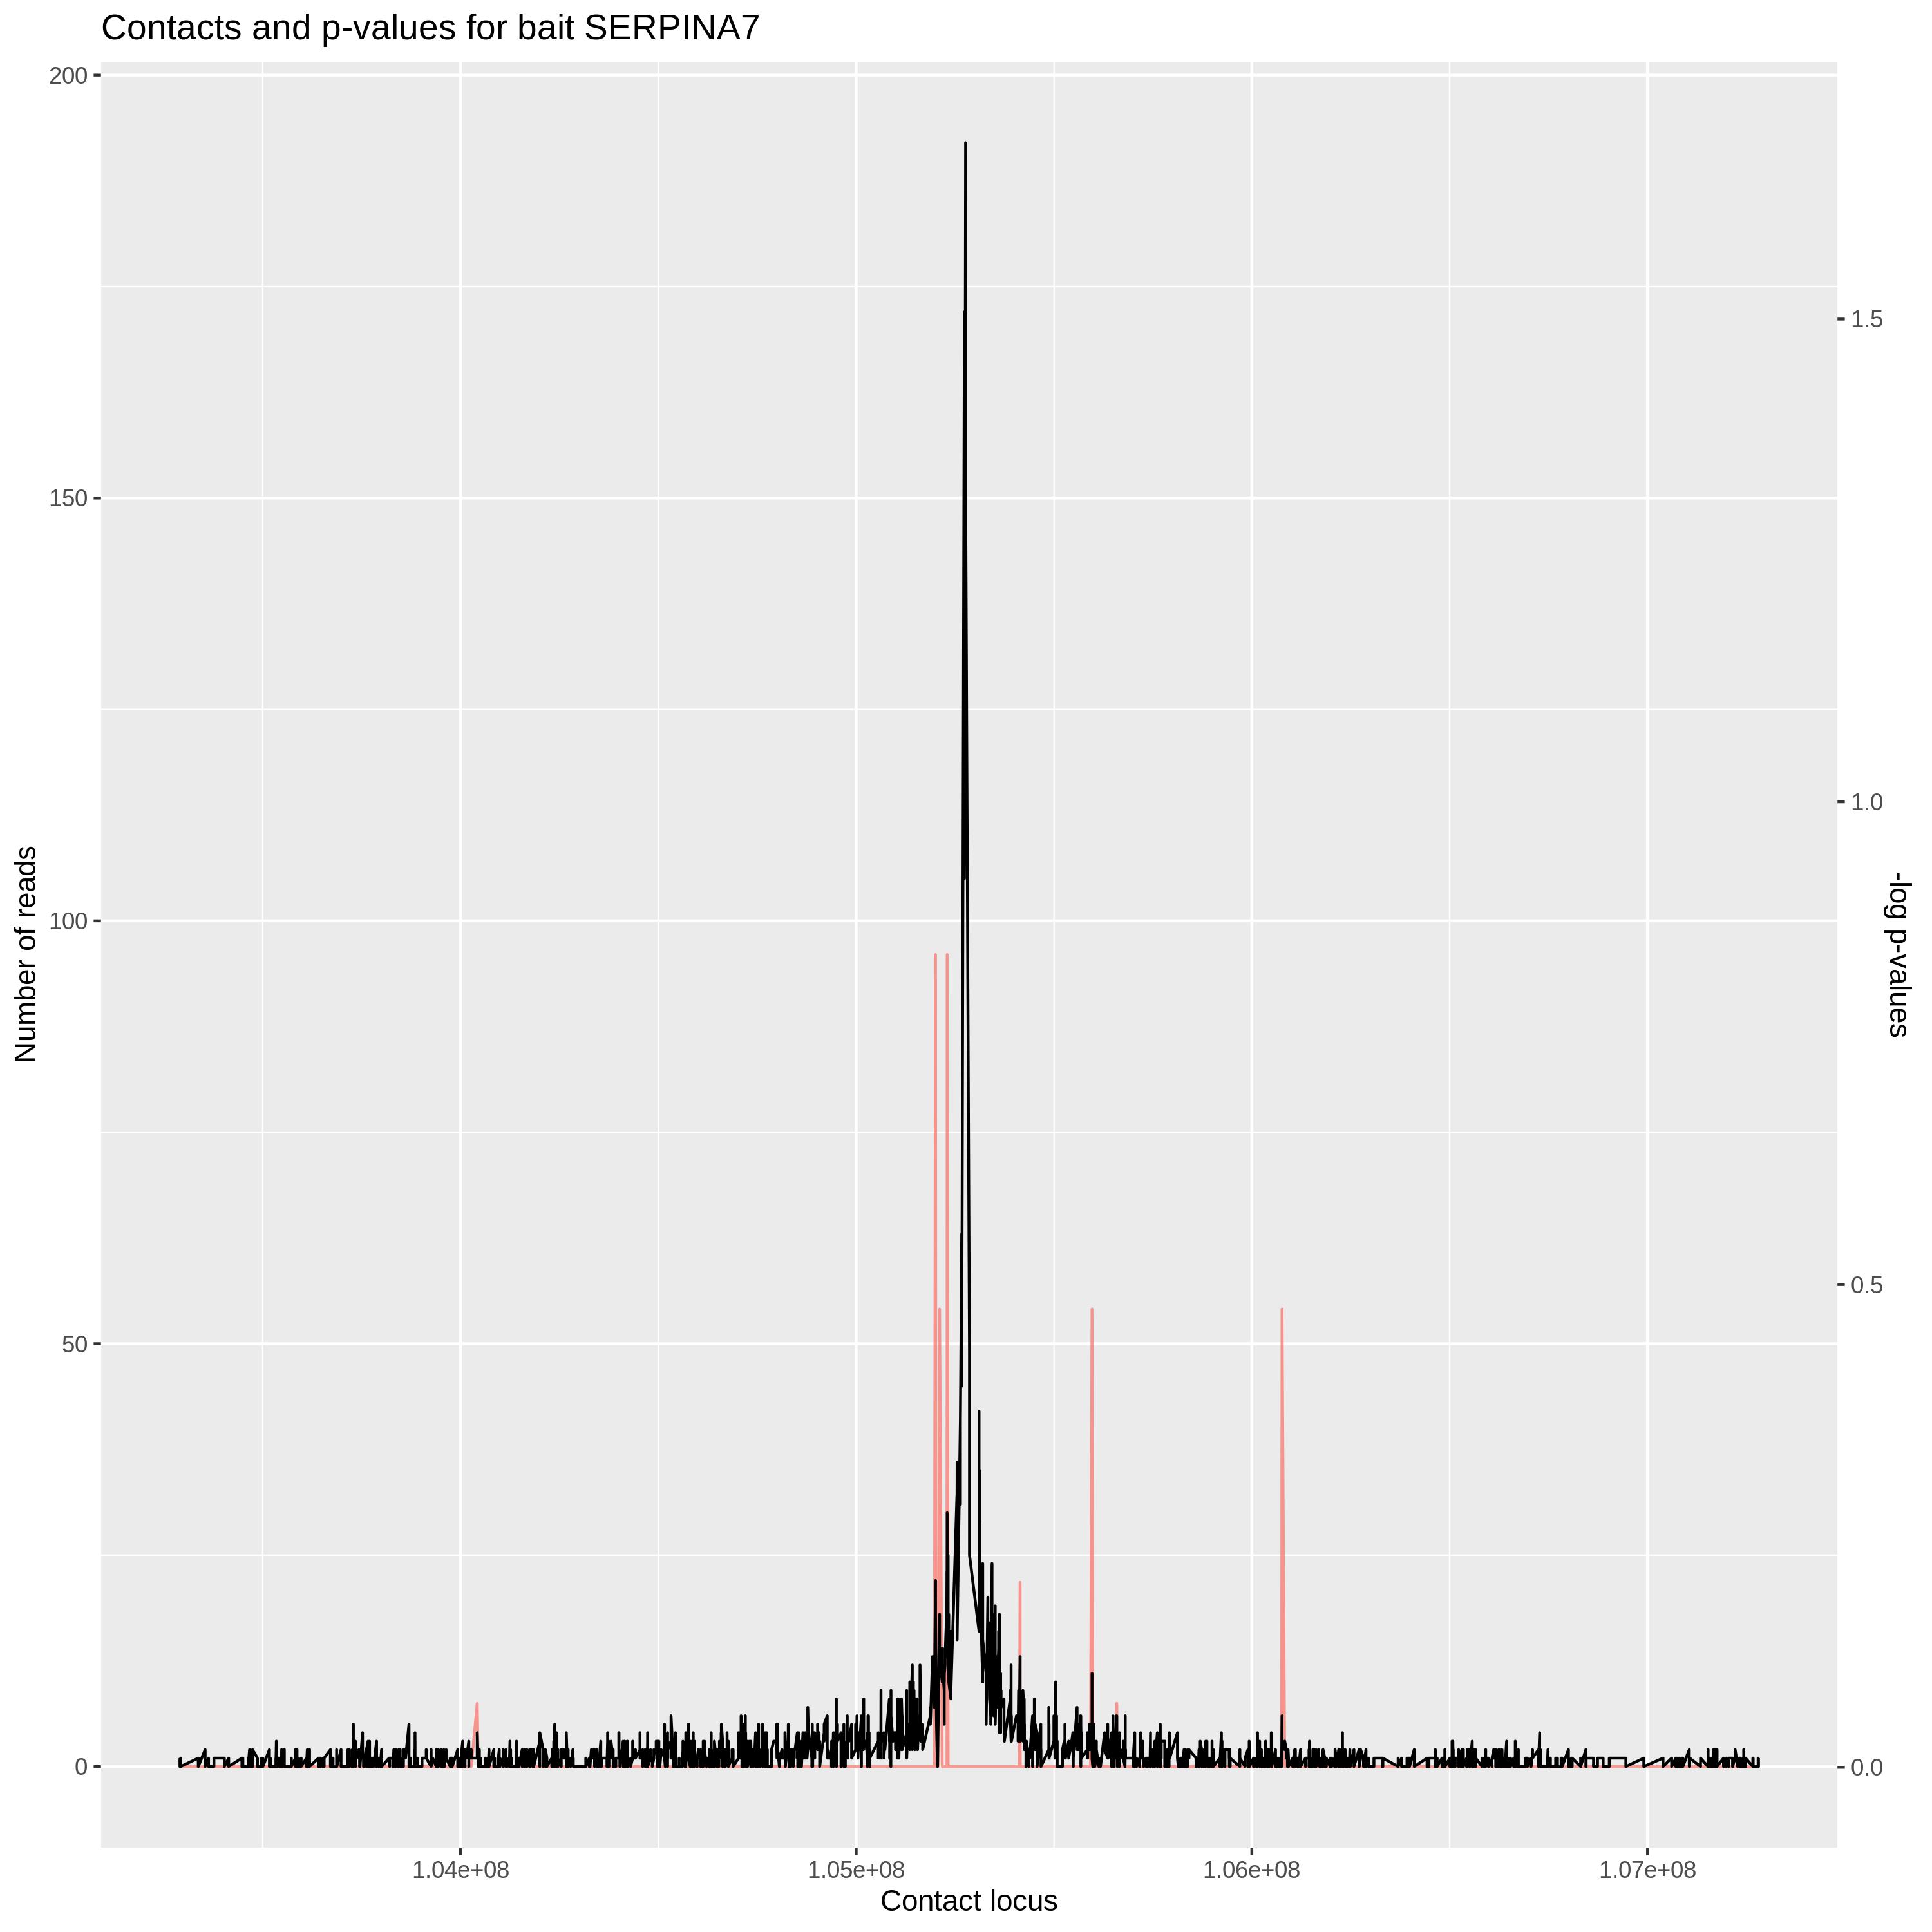 Contacts and p-values for bait SERPINA7
200
150
100
50
0
Number of reads
1.5
1.0
0.5
0.0
-log p-values
1.04e+08 1.05e+08 1.06e+08 1.07e+08
Contact locus